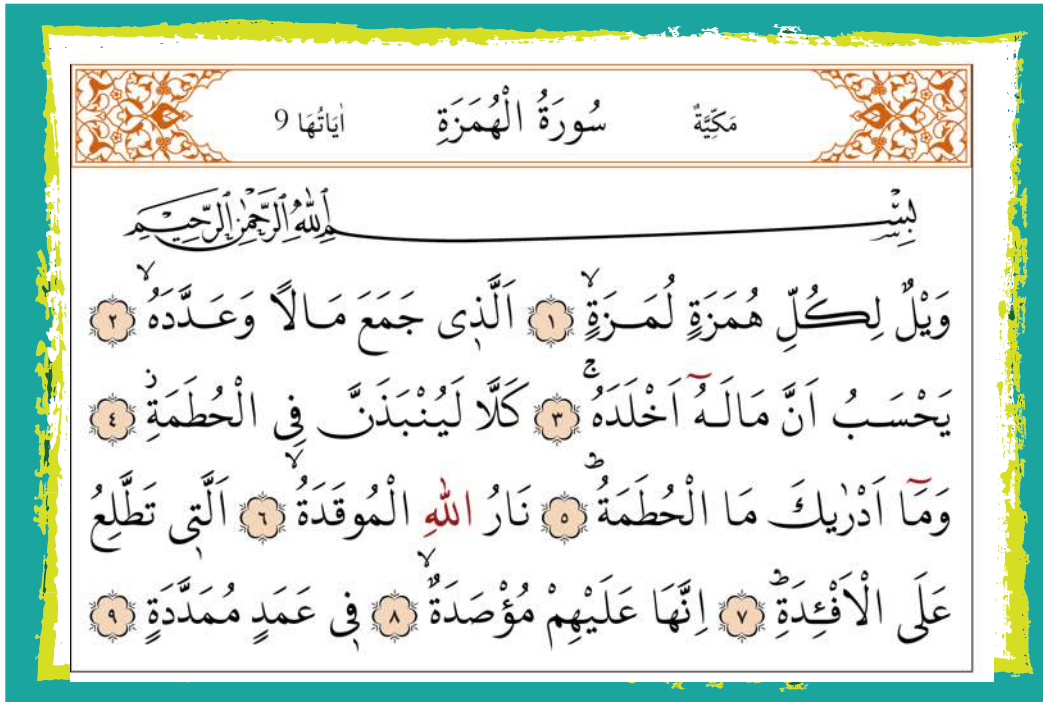 مَكِّيَّةٌ سُورَةُ الْهُمَزَةِ اٰيَاتُهَا 9
بِسْمِ اللّٰهِ الرَّحْمٰنِ الرَّحِيمِ
وَيْلٌ لِكُلِّ هُمَزَةٍ لُمَزَةٍۙ ﴿١﴾ اَلَّذٖى جَمَعَ مَالًا وَعَدَّدَهُۙ ﴿٢﴾
يَحْسَبُ اَنَّ مَالَهُٓ اَخْلَدَهُۚ ﴿٣﴾ كَلَّا لَيُنْبَذَنَّ فِى الْحُطَمَةِؗ ﴿٤﴾
وَمَٓا اَدْرٰيكَ مَا الْحُطَمَةُؕ ﴿٥﴾ نَارُ اللّٰهِ الْمُوقَدَةُۙ ﴿٦﴾ اَلَّتٖى تَطَّلِعُ
عَلَى الْاَفْـِٔدَةِؕ ﴿٧﴾ اِنَّهَا عَلَيْهِمْ مُؤْصَدَةٌۙ ﴿٨﴾ فٖى عَمَدٍ مُمَدَّدَةٍ ﴿٩﴾